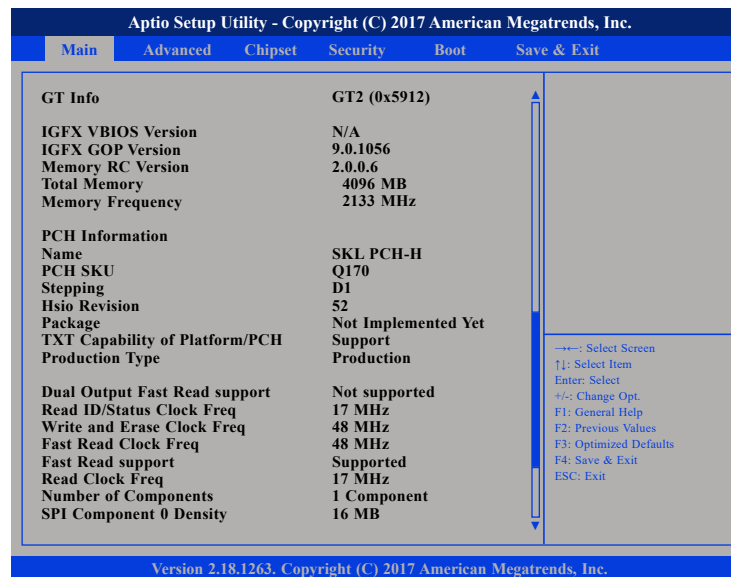 Aptio Setup Utility - Copyright (C) 2017 American Megatrends, Inc.
Main Advanced Chipset Security Boot Save & Exit
GT Info GT2 (0x5912)
IGFX VBIOS Version N/A
IGFX GOP Version 9.0.1056
Memory RC Version 2.0.0.6
Total Memory 4096 MB
Memory Frequency 2133 MHz
PCH Information
Name SKL PCH-H
PCH SKU Q170
Stepping D1
Hsio Revision 52
Package Not Implemented Yet
TXT Capability of Platform/PCH Support
Production Type Production
Dual Output Fast Read support Not supported
Read ID/Status Clock Freq 17 MHz
Write and Erase Clock Freq 48 MHz
Fast Read Clock Freq 48 MHz
Fast Read support Supported
Read Clock Freq 17 MHz
Number of Components 1 Component
SPI Component 0 Density 16 MB
→←: Select Screen
↑↓: Select Item
Enter: Select
+/-: Change Opt.
F1: General Help
F2: Previous Values
F3: Optimized Defaults
F4: Save & Exit
ESC: Exit
Version 2.18.1263. Copyright (C) 2017 American Megatrends, Inc.